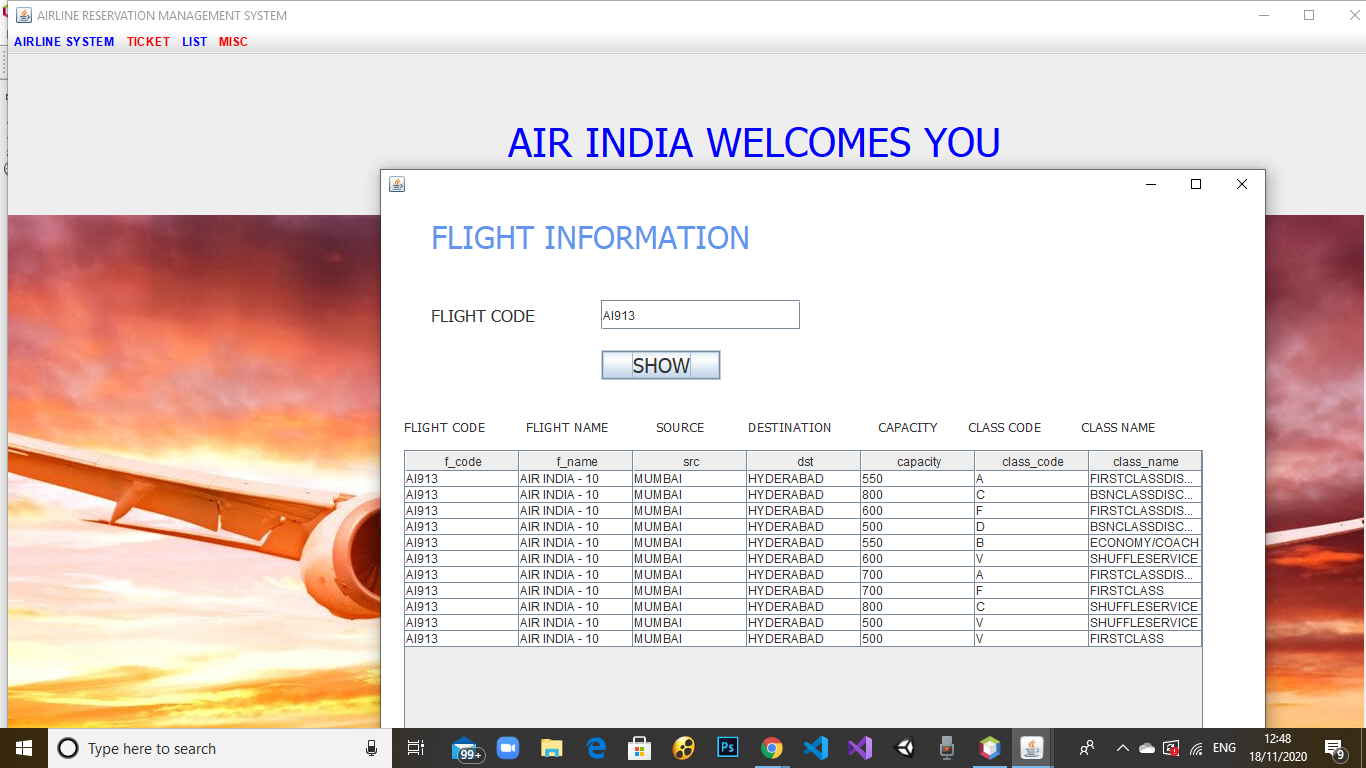 AIRLINE RESERVATION MANAGEMENT SYSTEM
AIRLINE SYSTEM TICKET LIST MISC
AIR INDIA WELCOMES YOU
FLIGHT INFORMATION
FLIGHT CODE AI913
SHOW
FLIGHT CODE FLIGHT NAME SOURCE DESTINATION CAPACITY CLASS CODE CLASS NAME
f_code f_name src dst capacity class_code class_name
AI913 AIR INDIA - 10 MUMBAI HYDERABAD 550 A FIRSTCLASSDIS...
AI913 AIR INDIA - 10 MUMBAI HYDERABAD 800 C BSNCLASSDISC...
AI913 AIR INDIA - 10 MUMBAI HYDERABAD 600 F FIRSTCLASSDIS...
AI913 AIR INDIA - 10 MUMBAI HYDERABAD 500 D BSNCLASSDISC...
AI913 AIR INDIA - 10 MUMBAI HYDERABAD 550 B ECONOMY/COACH
AI913 AIR INDIA - 10 MUMBAI HYDERABAD 600 V SHUFFLESERVICE
AI913 AIR INDIA - 10 MUMBAI HYDERABAD 700 A FIRSTCLASSDIS...
AI913 AIR INDIA - 10 MUMBAI HYDERABAD 700 F FIRSTCLASS
AI913 AIR INDIA - 10 MUMBAI HYDERABAD 800 C SHUFFLESERVICE
AI913 AIR INDIA - 10 MUMBAI HYDERABAD 500 V SHUFFLESERVICE
AI913 AIR INDIA - 10 MUMBAI HYDERABAD 500 V FIRSTCLASS
Type here to search 99+ Ps ENG 12:48
18/11/2020 9